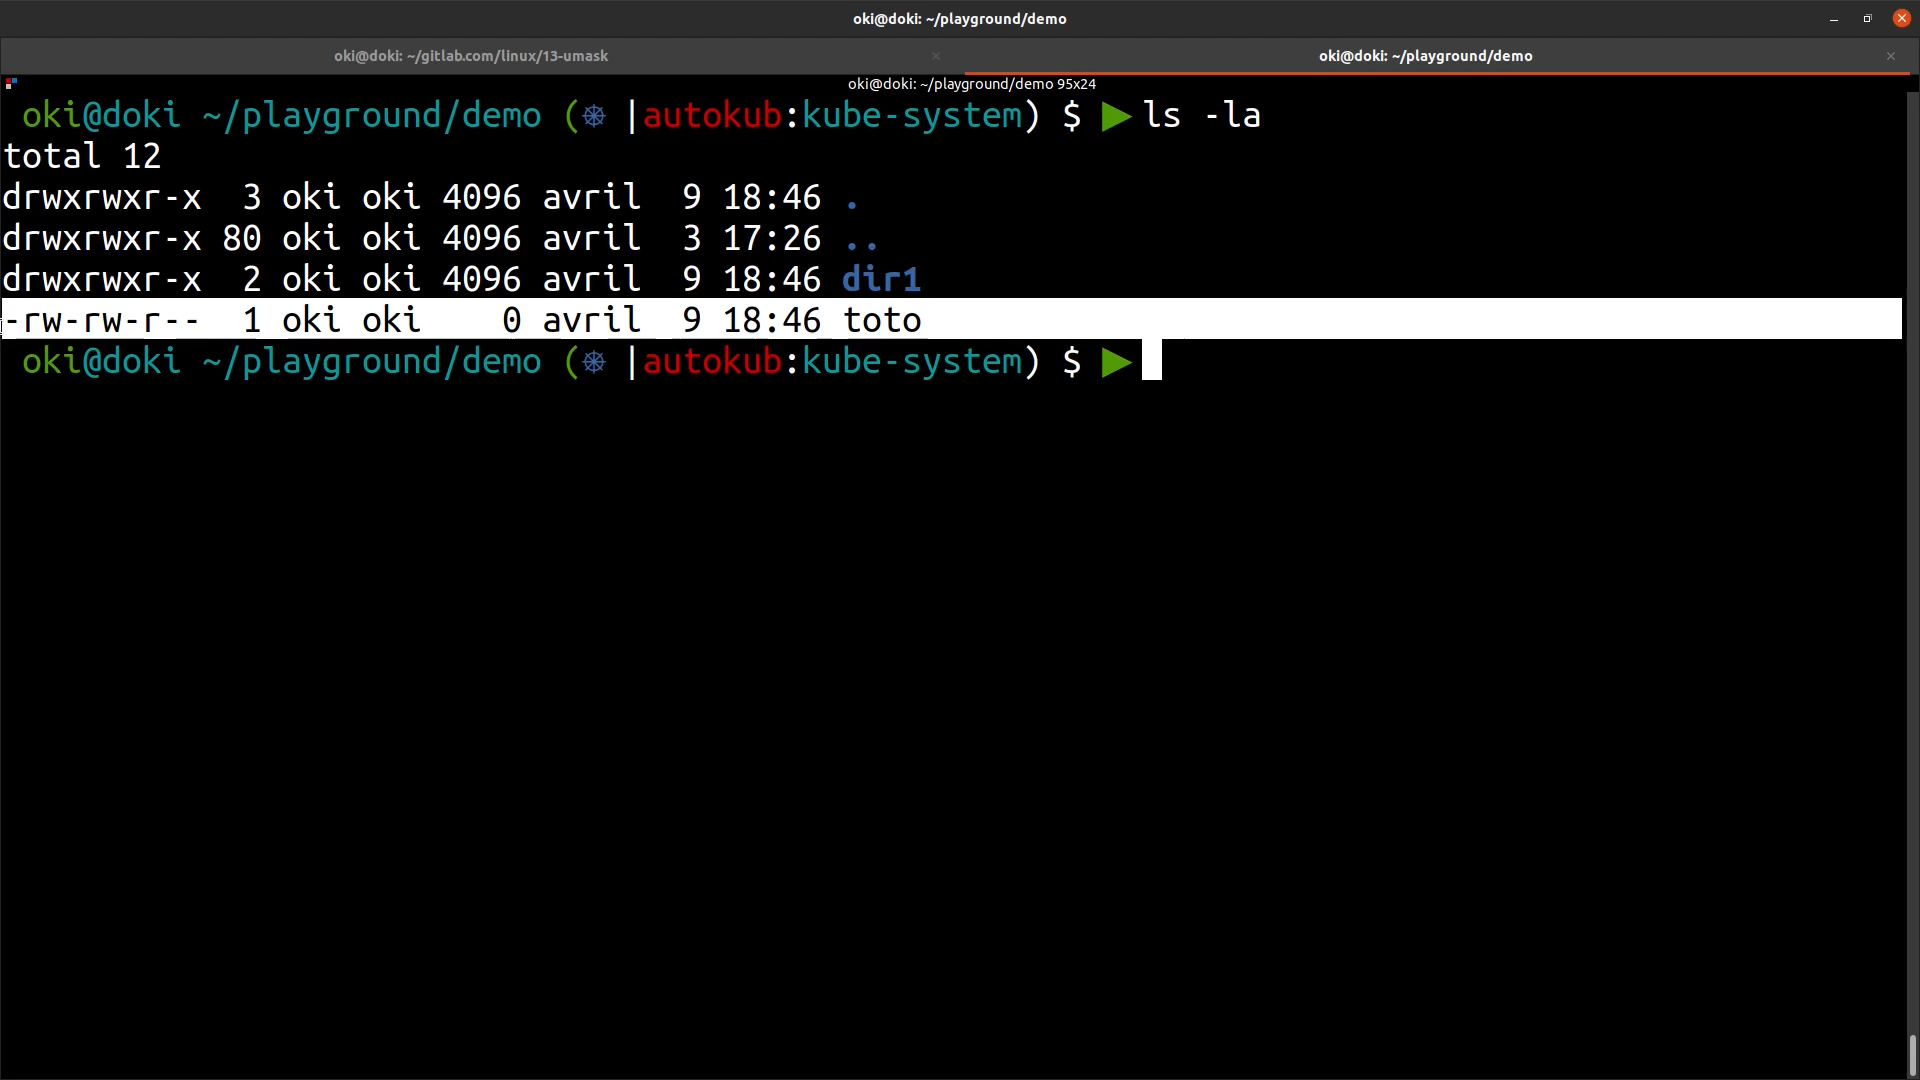 oki@doki: ~/playground/demo
oki@doki: ~/gitlab.com/linux/13-umask
oki@doki: ~/playground/demo
oki@doki: ~/playground/demo 95x24
oki@doki ~/playground/demo (⎈ |autokub:kube-system) $ ▶ls -la
total 12
drwxrwxr-x  3 oki oki 4096 avril  9 18:46 .
drwxrwxr-x 80 oki oki 4096 avril  3 17:26 ..
drwxrwxr-x  2 oki oki 4096 avril  9 18:46 dir1
-rw-rw-r--  1 oki oki    0 avril  9 18:46 toto
oki@doki ~/playground/demo (⎈ |autokub:kube-system) $ ▶